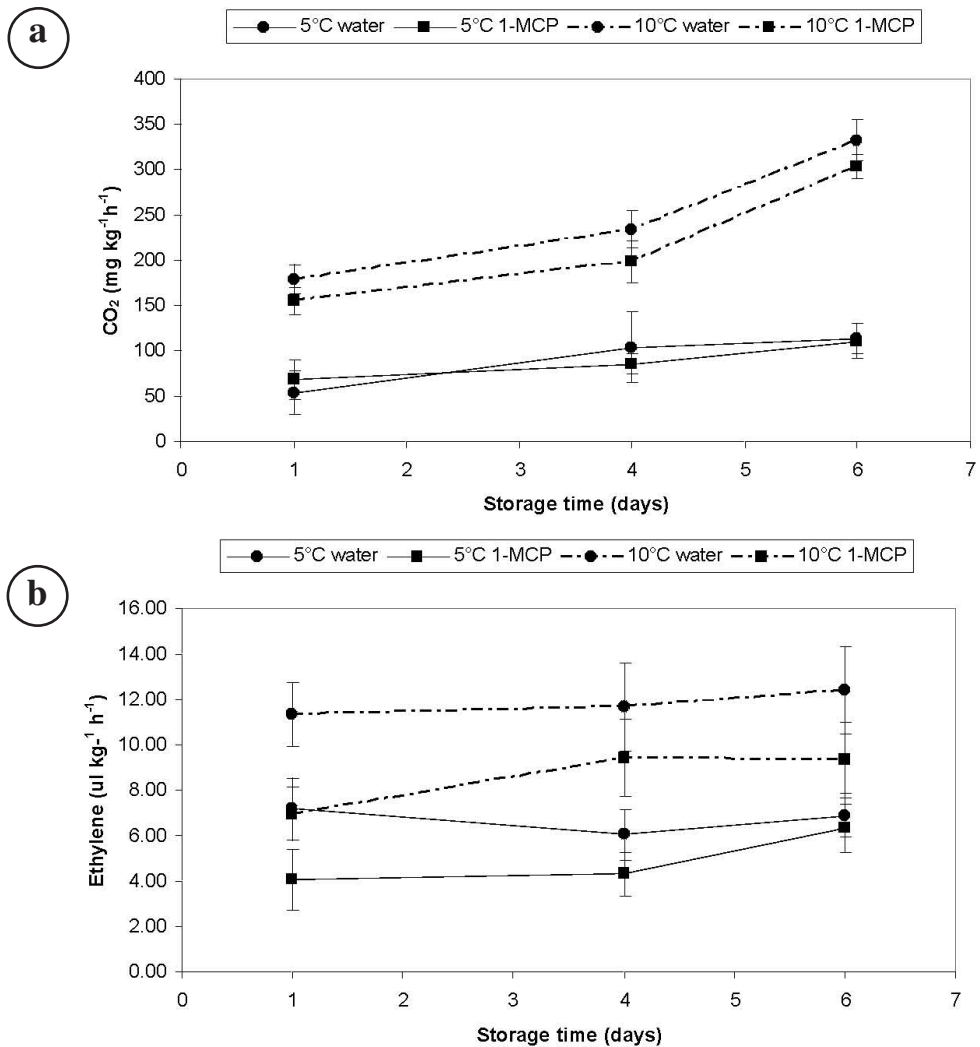 a
5°C water 5°C 1-MCP 10°C water 10°C 1-MCP
400
350
300
250
200
150
100
50
0
CO₂ (mg kg⁻¹h⁻¹)
0 1 2 3 4 5 6 7
Storage time (days)
b
5°C water 5°C 1-MCP 10°C water 10°C 1-MCP
16.00
14.00
12.00
10.00
8.00
6.00
4.00
2.00
0.00
Ethylene (ul kg-¹ h⁻¹)
0 1 2 3 4 5 6 7
Storage time (days)